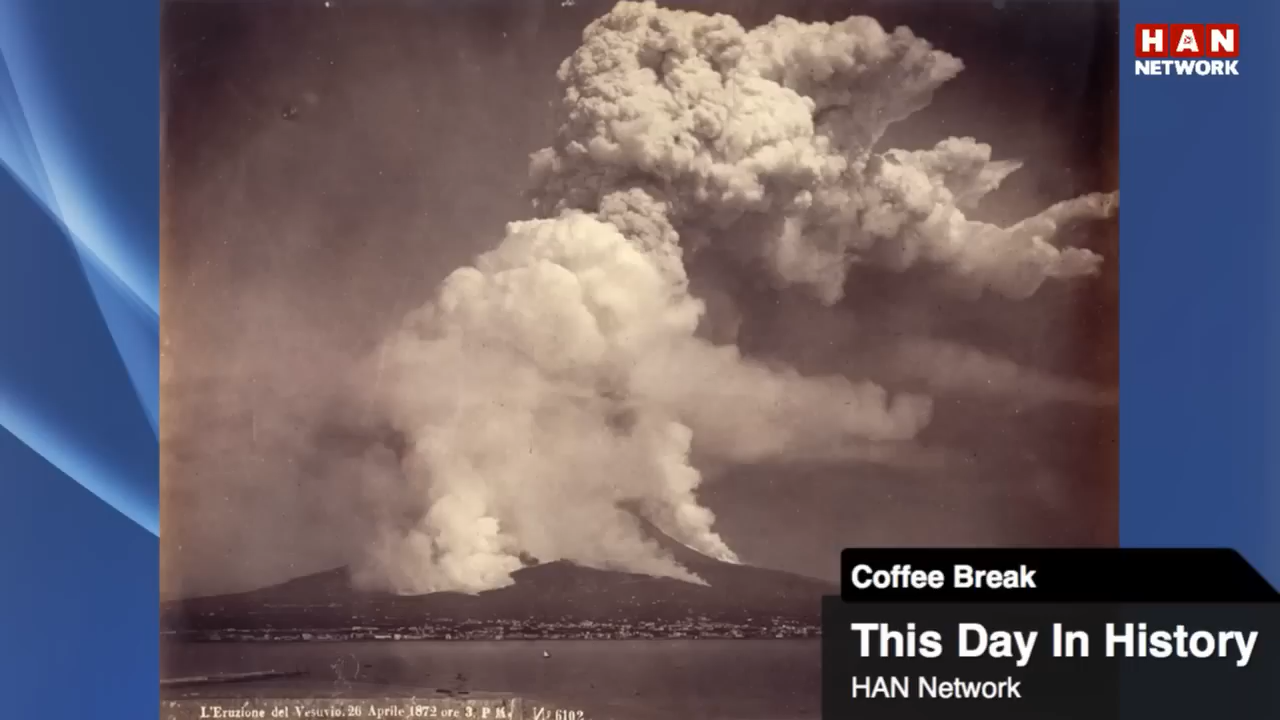 HAN
NETWORK
Coffee Break
This Day In History
HAN Network
L'Eruzione del Vesuvio. 26 Aprile 1872 ore 3. P. M. N. 6102